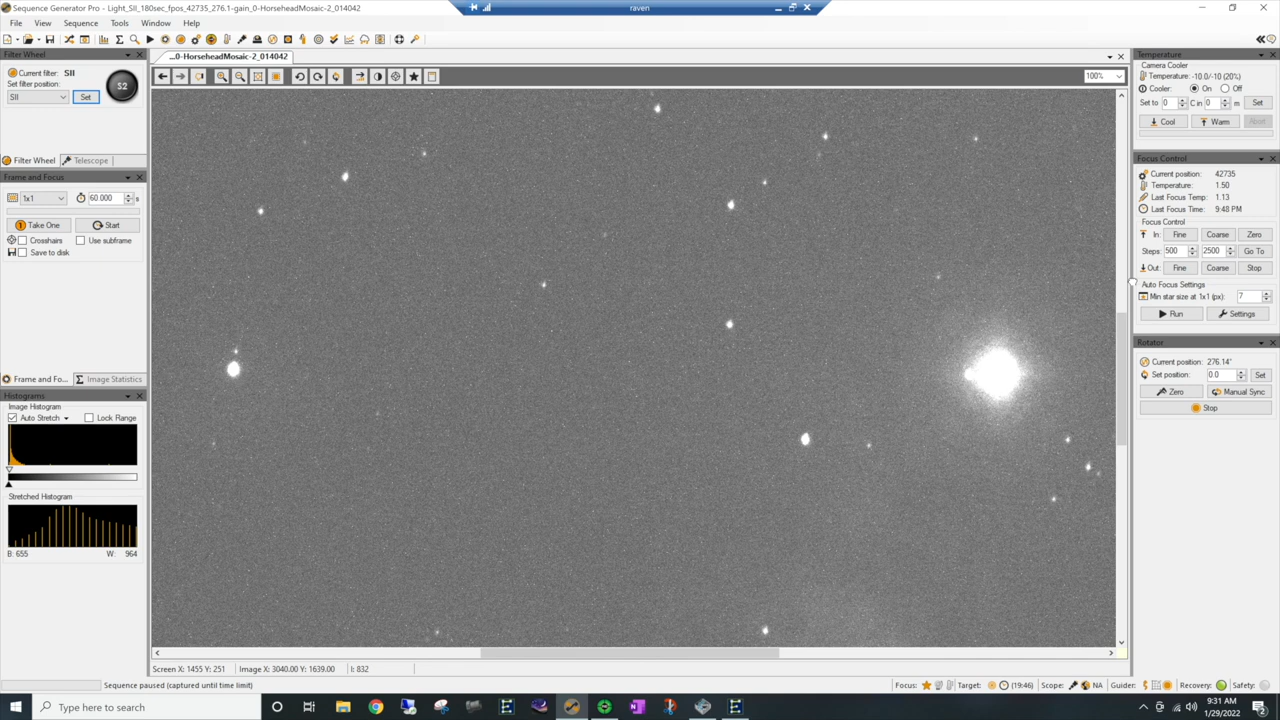 Sequence Generator Pro - Light_SII_180sec_fpos_42735_276.1-gain_0-HorseheadMosaic-2_014042
raven
File View Sequence Tools Window Help
Filter Wheel
Current filter: SII
Set filter position:
SII Set
S2
Filter Wheel Telescope
Frame and Focus
1x1 60.000 s
Take One Start
Crosshairs Use subframe
Save to disk
Frame and Fo... Image Statistics
Histograms
Image Histogram
Auto Stretch Lock Range
Stretched Histogram
B: 655 W: 964
...0-HorseheadMosaic-2_014042
100%
Screen X: 1455 Y: 251 Image X: 3040.00 Y: 1639.00 I: 832
Temperature
Camera Cooler
Temperature: -10.0/-10 (20%)
Cooler: On Off
Set to 0 C in 0 m Set
Cool Warm Abort
Focus Control
Current position: 42735
Temperature: 1.50
Last Focus Temp: 1.13
Last Focus Time: 9:48 PM
Focus Control
In: Fine Coarse Zero
Steps: 500 2500 Go To
Out: Fine Coarse Stop
Auto Focus Settings
Min star size at 1x1 (px): 7
Run Settings
Rotator
Current position: 276.14°
Set position: 0.0 Set
Zero Manual Sync
Stop
Sequence paused (captured until time limit)
Focus: Target: (19:46) Scope: NA Guider: Recovery: Safety:
Type here to search
9:31 AM
1/29/2022
2